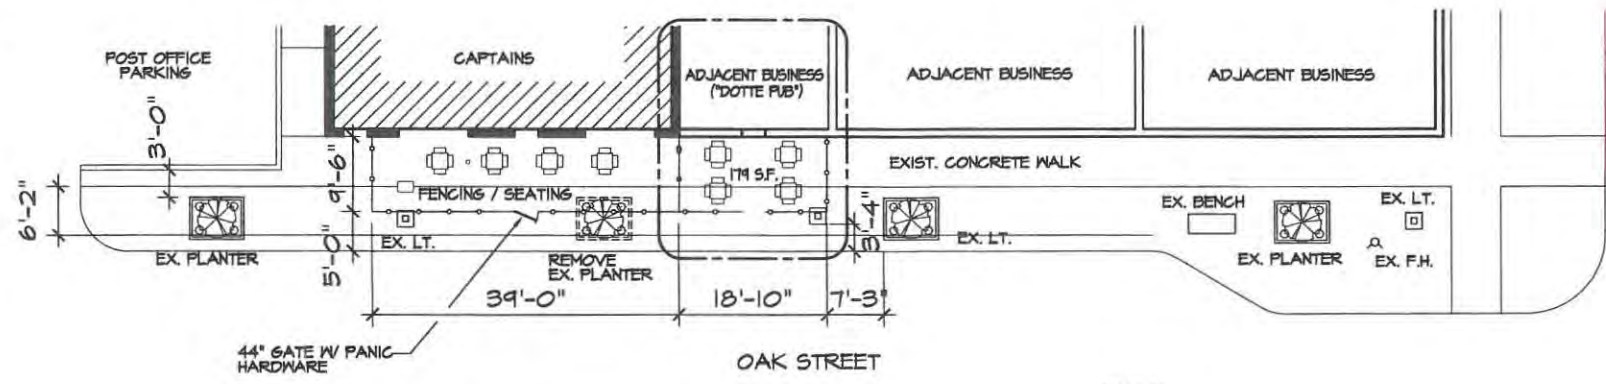 POST OFFICE
PARKING
CAPTAINS
ADJACENT BUSINESS
("DOTTE PUB")
ADJACENT BUSINESS
ADJACENT BUSINESS
3'-0"
9'-6"
179 S.F.
EXIST. CONCRETE WALK
FENCING / SEATING
6'-2"
EX. BENCH
EX. LT.
3'-4"
EX. LT.
EX. LT.
EX. PLANTER
5'-0"
REMOVE
EX. PLANTER
EX. PLANTER
EX. F.H.
39'-0"
18'-10"
7'-3"
44" GATE W/ PANIC
HARDWARE
OAK STREET